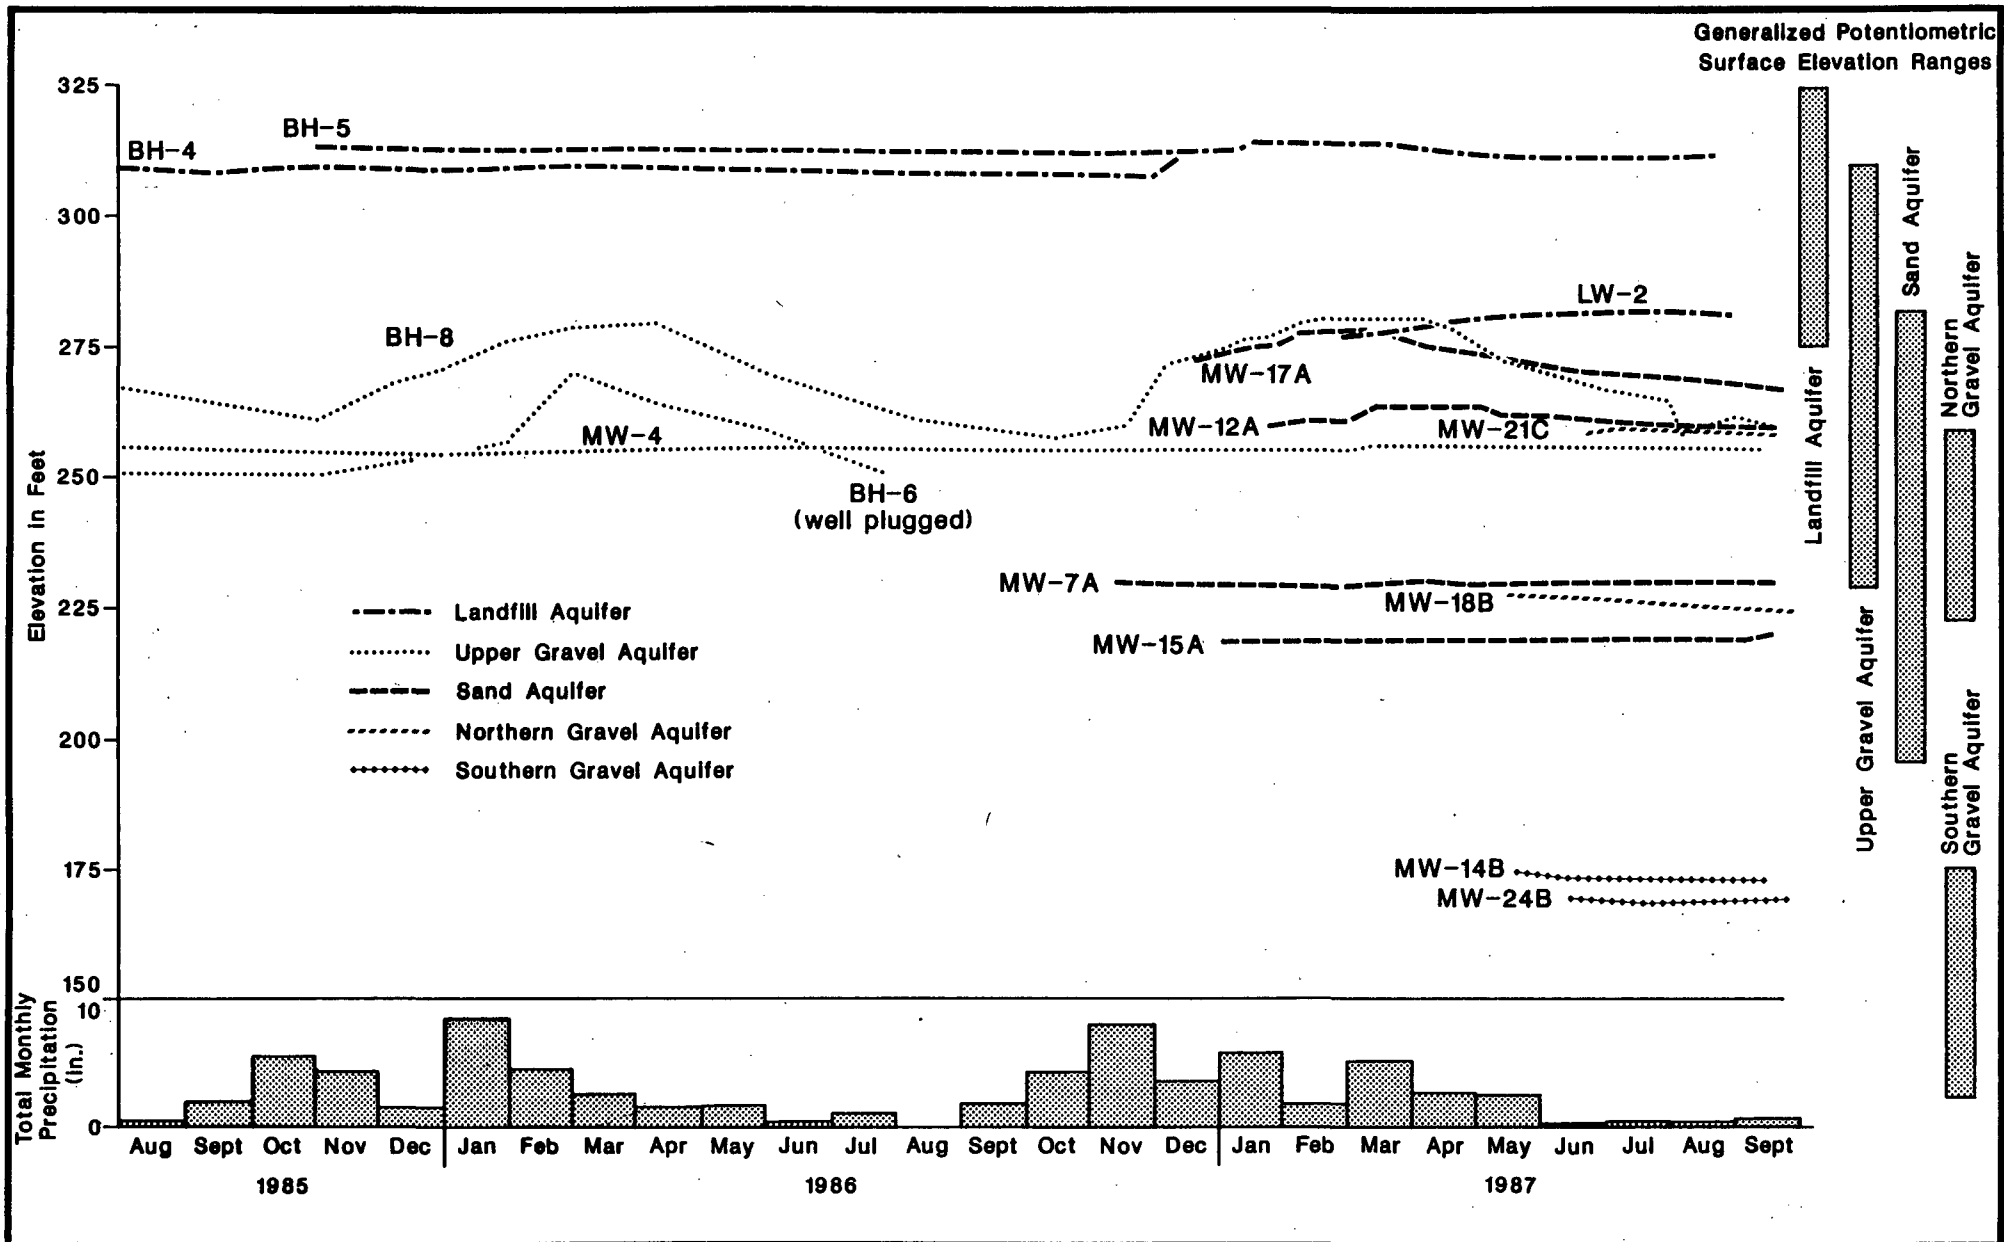 Generalized Potentiometric
Surface Elevation Ranges
325
300
275
250
225
200
175
150
Elevation in Feet
BH-4
BH-5
BH-8
MW-4
BH-6
(well plugged)
LW-2
MW-17A
MW-12A
MW-21C
MW-7A
MW-18B
MW-15A
MW-14B
MW-24B
Landfill Aquifer
Upper Gravel Aquifer
Sand Aquifer
Northern Gravel Aquifer
Southern Gravel Aquifer
Landfill Aquifer
Upper Gravel Aquifer
Sand Aquifer
Northern
Gravel Aquifer
Southern
Gravel Aquifer
10
0
Total Monthly
Precipitation
(in.)
Aug Sept Oct Nov Dec Jan Feb Mar Apr May Jun Jul Aug Sept Oct Nov Dec Jan Feb Mar Apr May Jun Jul Aug Sept
1985 1986 1987